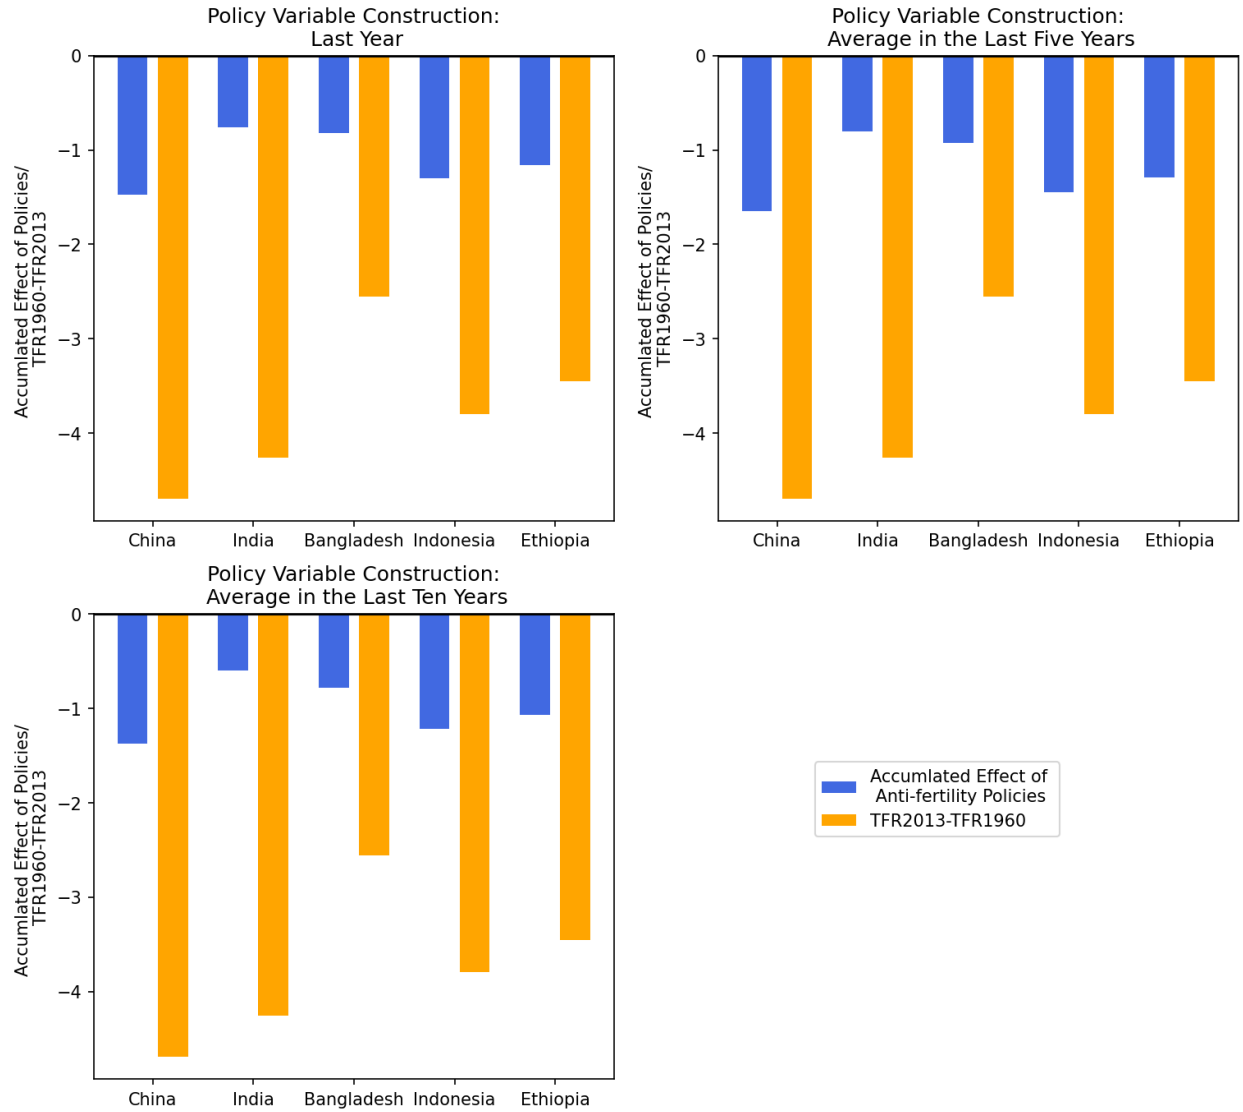 Policy Variable Construction:
Last Year
Accumlated Effect of Policies/
TFR1960-TFR2013
0
−1
−2
−3
−4
China India Bangladesh Indonesia Ethiopia
Policy Variable Construction:
Average in the Last Five Years
Accumlated Effect of Policies/
TFR1960-TFR2013
0
−1
−2
−3
−4
China India Bangladesh Indonesia Ethiopia
Policy Variable Construction:
Average in the Last Ten Years
Accumlated Effect of Policies/
TFR1960-TFR2013
0
−1
−2
−3
−4
China India Bangladesh Indonesia Ethiopia
Accumlated Effect of
Anti-fertility Policies
TFR2013-TFR1960